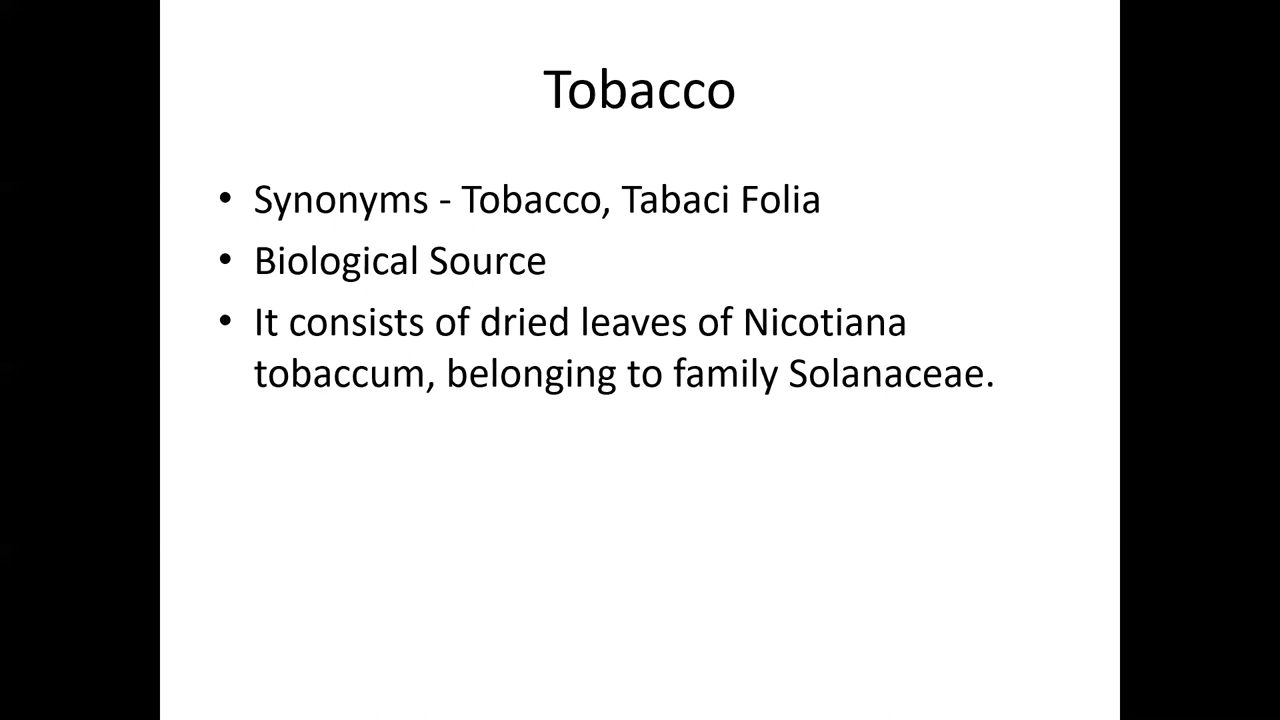 Tobacco
• Synonyms - Tobacco, Tabaci Folia
• Biological Source
• It consists of dried leaves of Nicotiana
tobaccum, belonging to family Solanaceae.